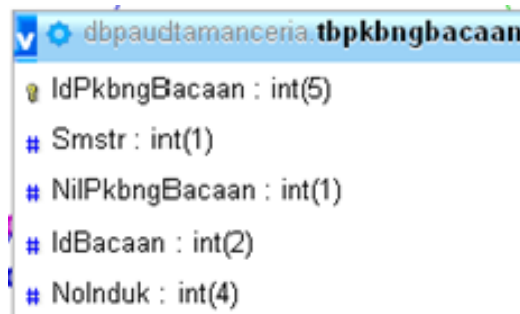 dbpaudtamanceria.tbpkbngbacaan
IdPkbngBacaan : int(5)
# Smstr : int(1)
# NilPkbngBacaan : int(1)
# IdBacaan : int(2)
# NoInduk : int(4)